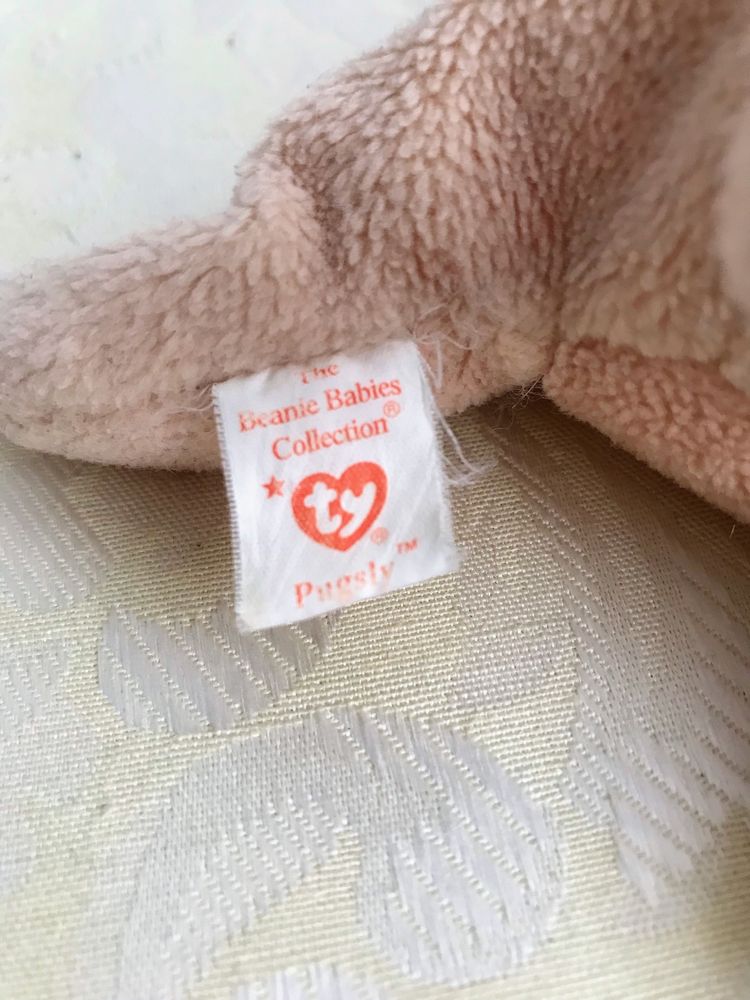 The
Beanie Babies
Collection®
ty®
Pugsly™